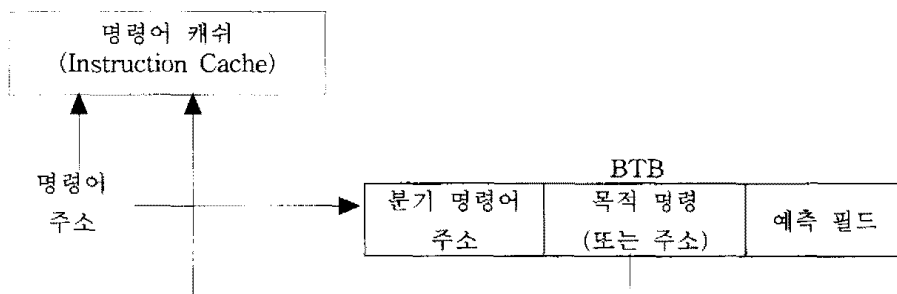 명령어 캐쉬
(Instruction Cache)
명령어
주소
BTB
분기 명령어
주소
목적 명령
(또는 주소)
예측 필드